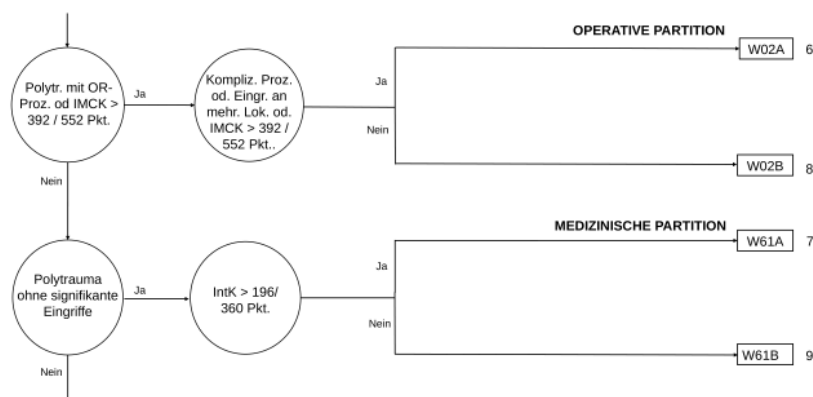 OPERATIVE PARTITION
Polytr. mit OR-
Proz. od IMCK >
392 / 552 Pkt.
Ja
Kompliz. Proz.
od. Eingr. an
mehr. Lok. od.
IMCK > 392 /
552 Pkt..
Ja
W02A 6
Nein
W02B 8
Nein
MEDIZINISCHE PARTITION
Polytrauma
ohne signifikante
Eingriffe
Ja
IntK > 196/
360 Pkt.
Ja
W61A 7
Nein
W61B 9
Nein